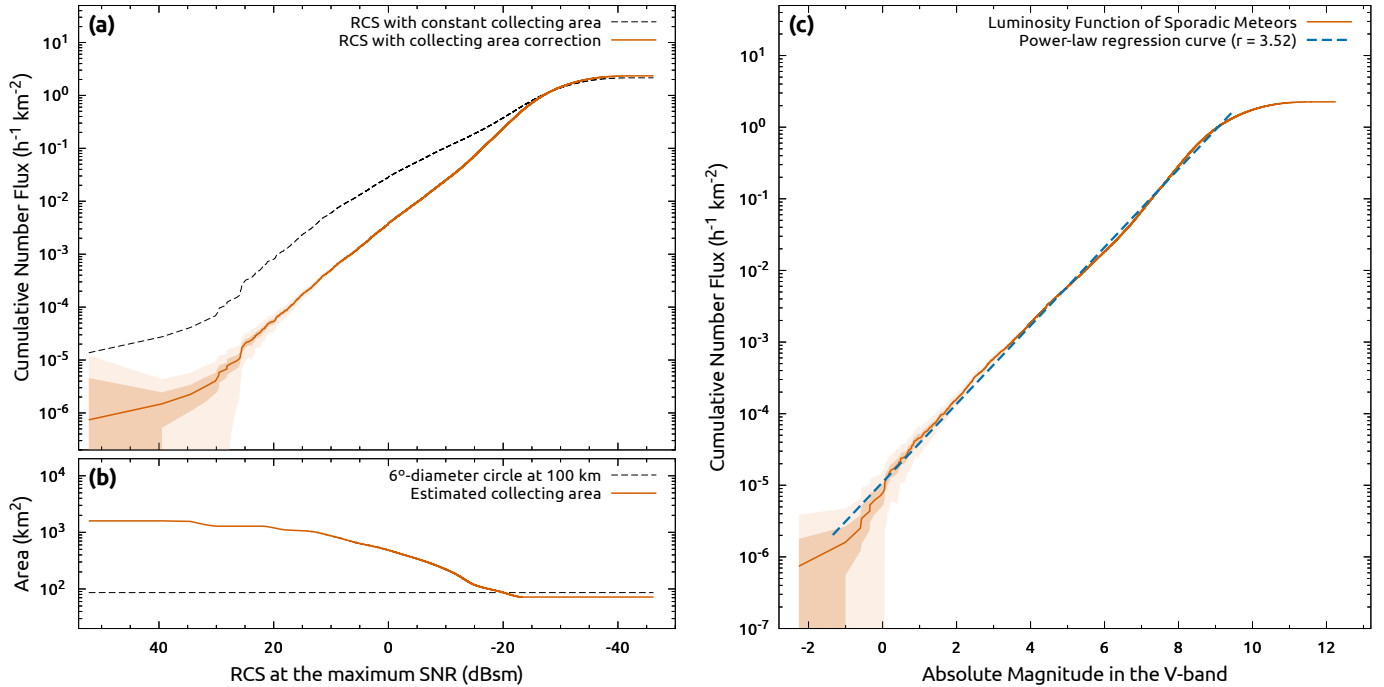 (a)
RCS with constant collecting area
RCS with collecting area correction
Cumulative Number Flux (h⁻¹ km⁻²)
10¹
10⁰
10⁻¹
10⁻²
10⁻³
10⁻⁴
10⁻⁵
10⁻⁶
(b)
6º-diameter circle at 100 km
Estimated collecting area
Area (km²)
10⁴
10³
10²
40 20 0 -20 -40
RCS at the maximum SNR (dBsm)
(c)
Luminosity Function of Sporadic Meteors
Power-law regression curve (r = 3.52)
Cumulative Number Flux (h⁻¹ km⁻²)
10¹
10⁰
10⁻¹
10⁻²
10⁻³
10⁻⁴
10⁻⁵
10⁻⁶
10⁻⁷
-2 0 2 4 6 8 10 12
Absolute Magnitude in the V-band